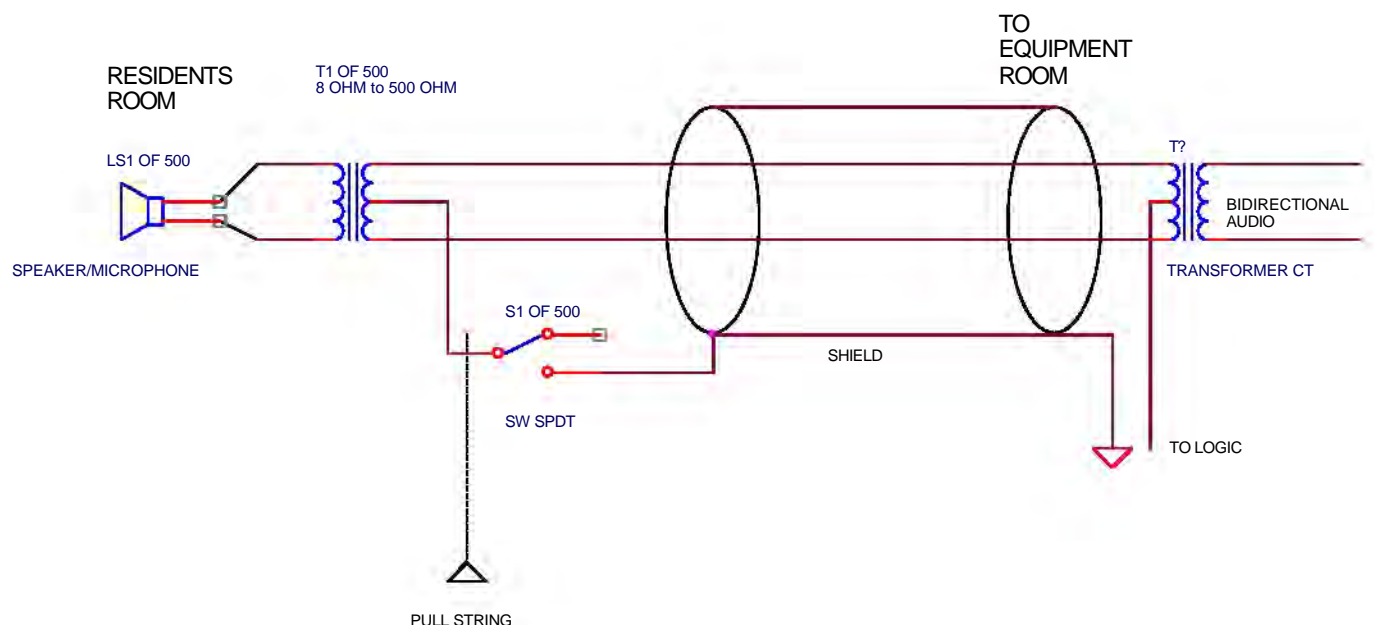 TO
EQUIPMENT
ROOM
RESIDENTS
ROOM
T1 OF 500
8 OHM to 500 OHM
LS1 OF 500
T?
BIDIRECTIONAL
AUDIO
SPEAKER/MICROPHONE
TRANSFORMER CT
S1 OF 500
SHIELD
SW SPDT
TO LOGIC
PULL STRING